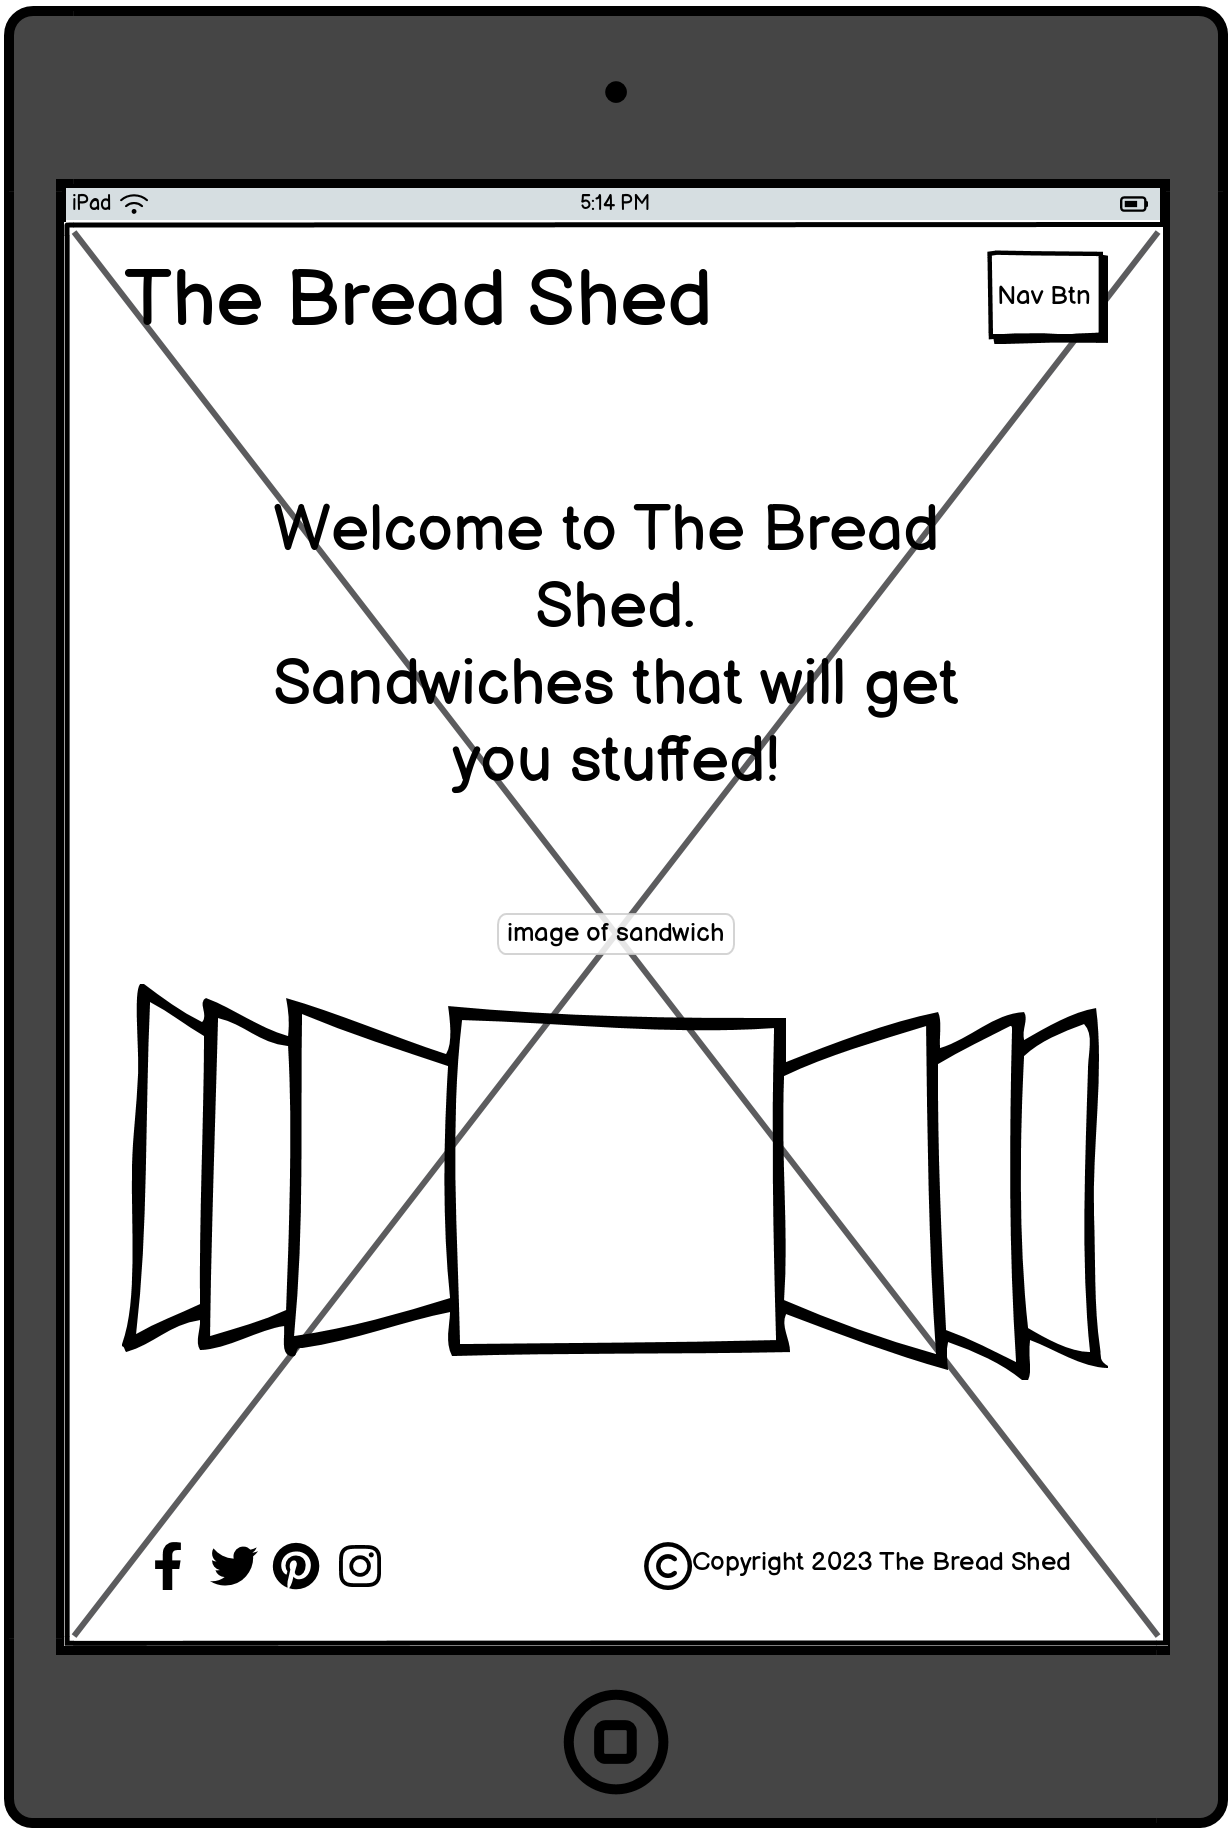 iPad 5:14 PM
The Bread Shed
Nav Btn
Welcome to The Bread
Shed.
Sandwiches that will get
you stuffed!
image of sandwich
©Copyright 2023 The Bread Shed